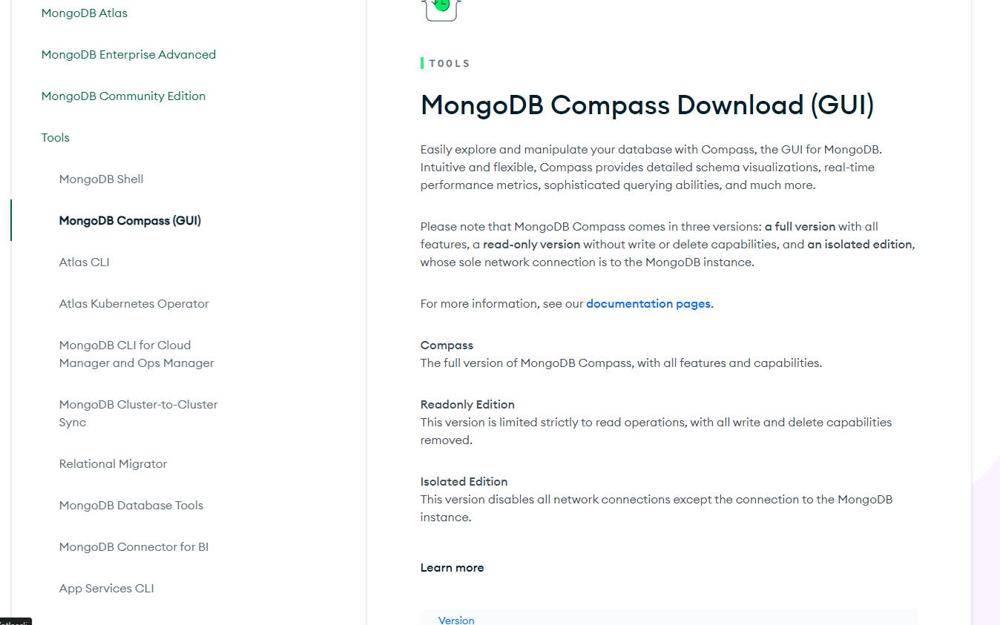 MongoDB Atlas
MongoDB Enterprise Advanced
MongoDB Community Edition
Tools
MongoDB Shell
MongoDB Compass (GUI)
Atlas CLI
Atlas Kubernetes Operator
MongoDB CLI for Cloud
Manager and Ops Manager
MongoDB Cluster-to-Cluster
Sync
Relational Migrator
MongoDB Database Tools
MongoDB Connector for BI
App Services CLI
TOOLS
MongoDB Compass Download (GUI)
Easily explore and manipulate your database with Compass, the GUI for MongoDB.
Intuitive and flexible, Compass provides detailed schema visualizations, real-time
performance metrics, sophisticated querying abilities, and much more.
Please note that MongoDB Compass comes in three versions: a full version with all
features, a read-only version without write or delete capabilities, and an isolated edition,
whose sole network connection is to the MongoDB instance.
For more information, see our documentation pages.
Compass
The full version of MongoDB Compass, with all features and capabilities.
Readonly Edition
This version is limited strictly to read operations, with all write and delete capabilities
removed.
Isolated Edition
This version disables all network connections except the connection to the MongoDB
instance.
Learn more
Version